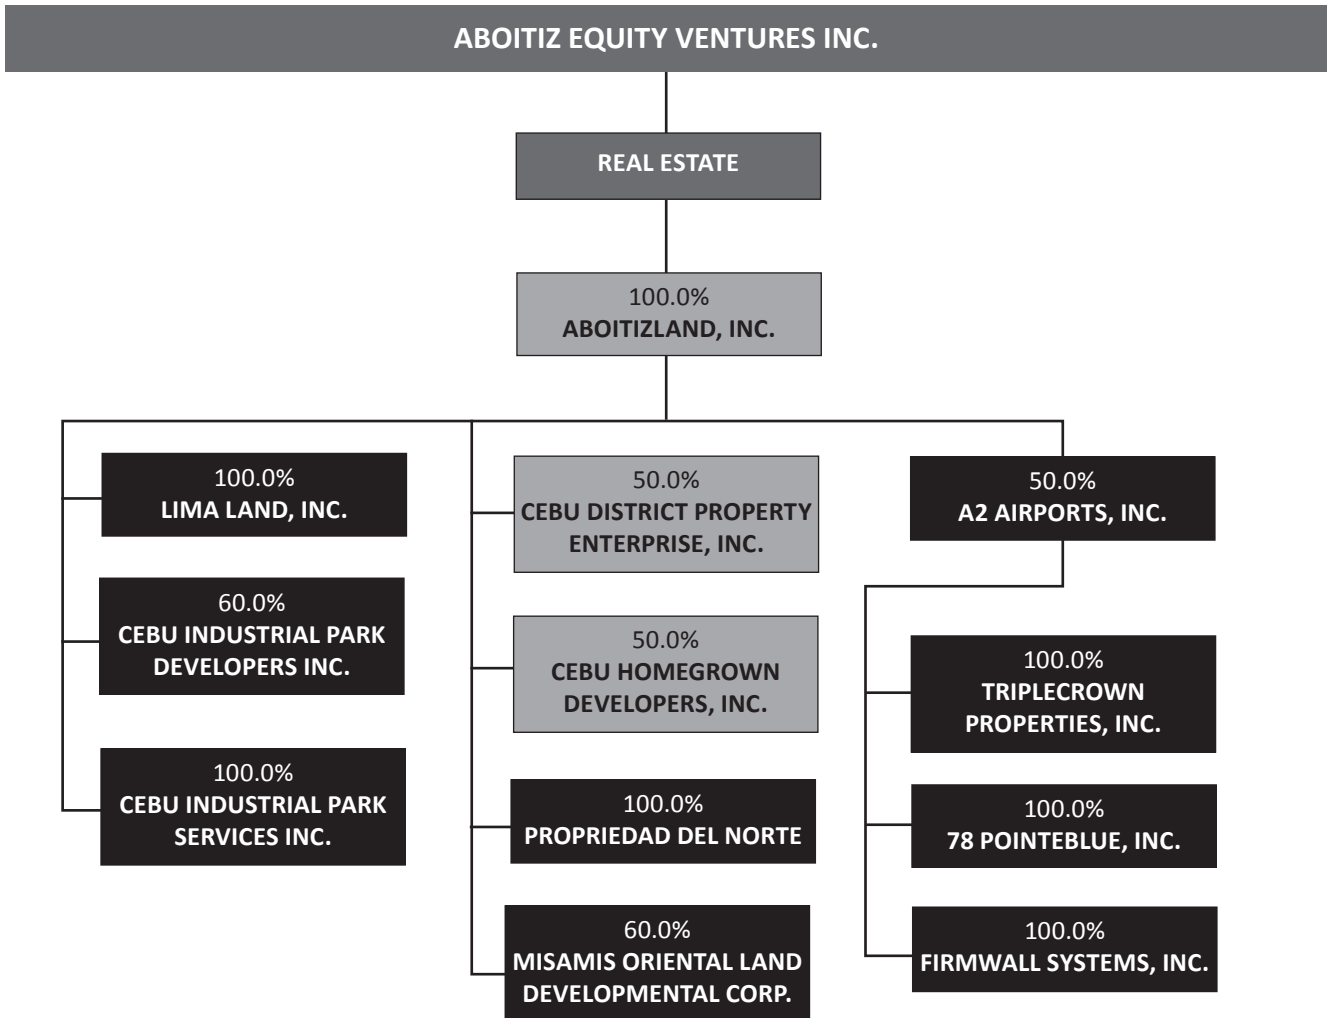 ABOITIZ EQUITY VENTURES INC.
REAL ESTATE
100.0%
ABOITIZLAND, INC.
100.0%
LIMA LAND, INC.
60.0%
CEBU INDUSTRIAL PARK
DEVELOPERS INC.
100.0%
CEBU INDUSTRIAL PARK
SERVICES INC.
50.0%
CEBU DISTRICT PROPERTY
ENTERPRISE, INC.
50.0%
CEBU HOMEGROWN
DEVELOPERS, INC.
100.0%
PROPRIEDAD DEL NORTE
60.0%
MISAMIS ORIENTAL LAND
DEVELOPMENTAL CORP.
50.0%
A2 AIRPORTS, INC.
100.0%
TRIPLECROWN
PROPERTIES, INC.
100.0%
78 POINTEBLUE, INC.
100.0%
FIRMWALL SYSTEMS, INC.